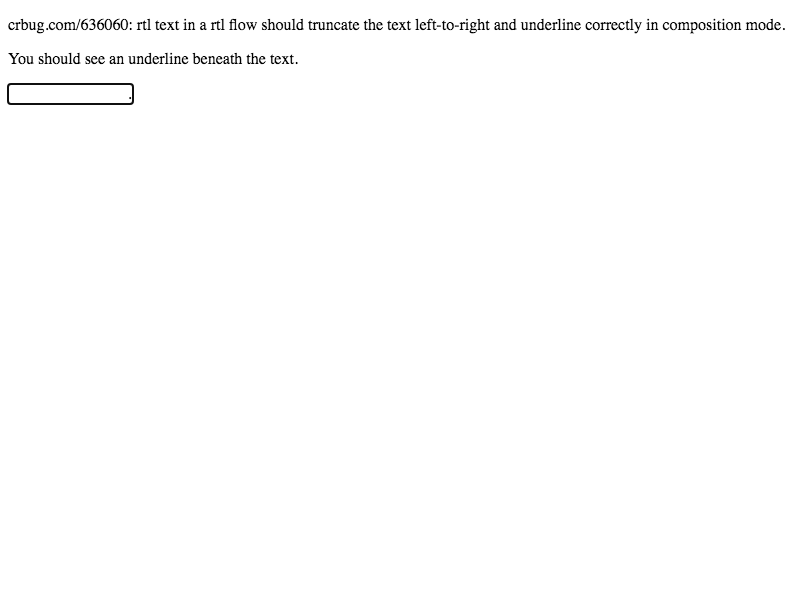 crbug.com/636060: rtl text in a rtl flow should truncate the text left-to-right and underline correctly in composition mode.
You should see an underline beneath the text.